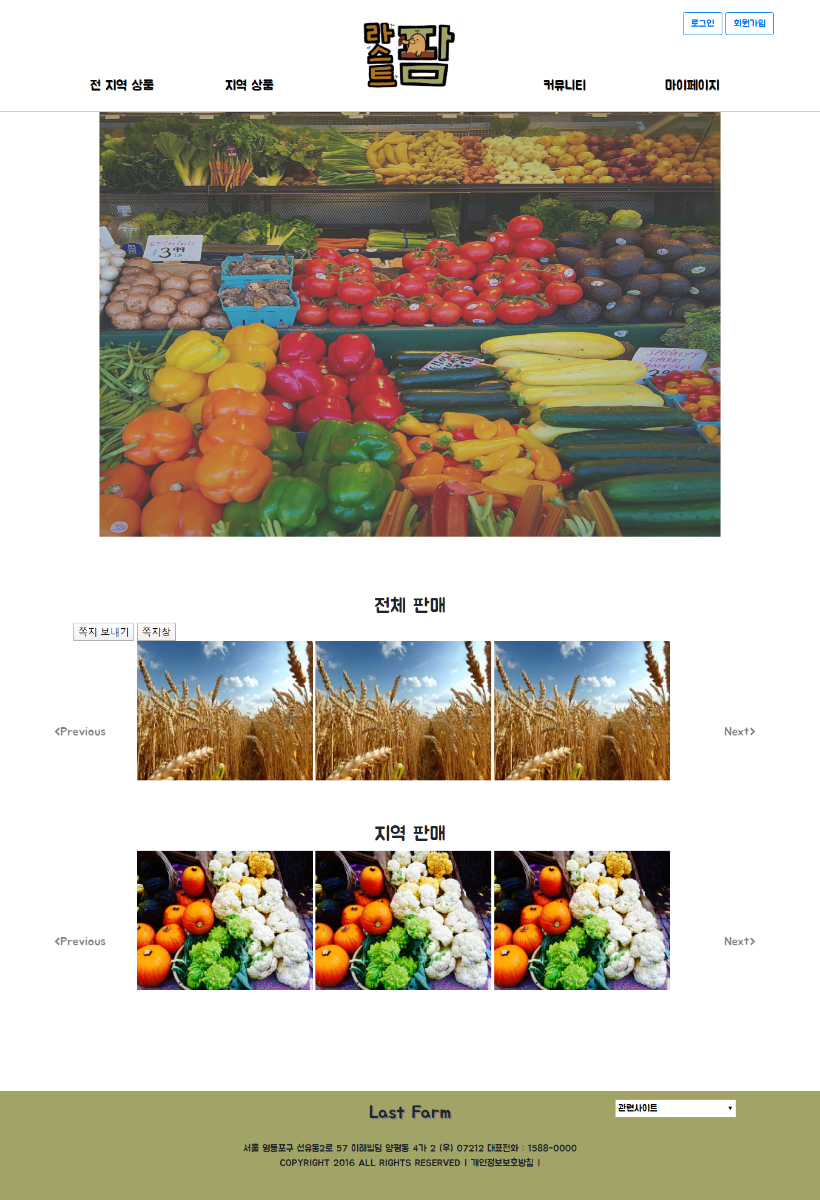 로그인 회원가입
라스트팜
전 지역 상품 지역 상품 커뮤니티 마이페이지
3.99
SPECIALTY
CHERRY
TOMATOES
전체 판매
쪽지 보내기 쪽지창
‹Previous Next›
지역 판매
‹Previous Next›
Last Farm
관련사이트
서울 영등포구 선유동2로 57 이레빌딩 양평동 4가 2 (우) 07212 대표전화 : 1588-0000
COPYRIGHT 2016 ALL RIGHTS RESERVED | 개인정보보호방침 |